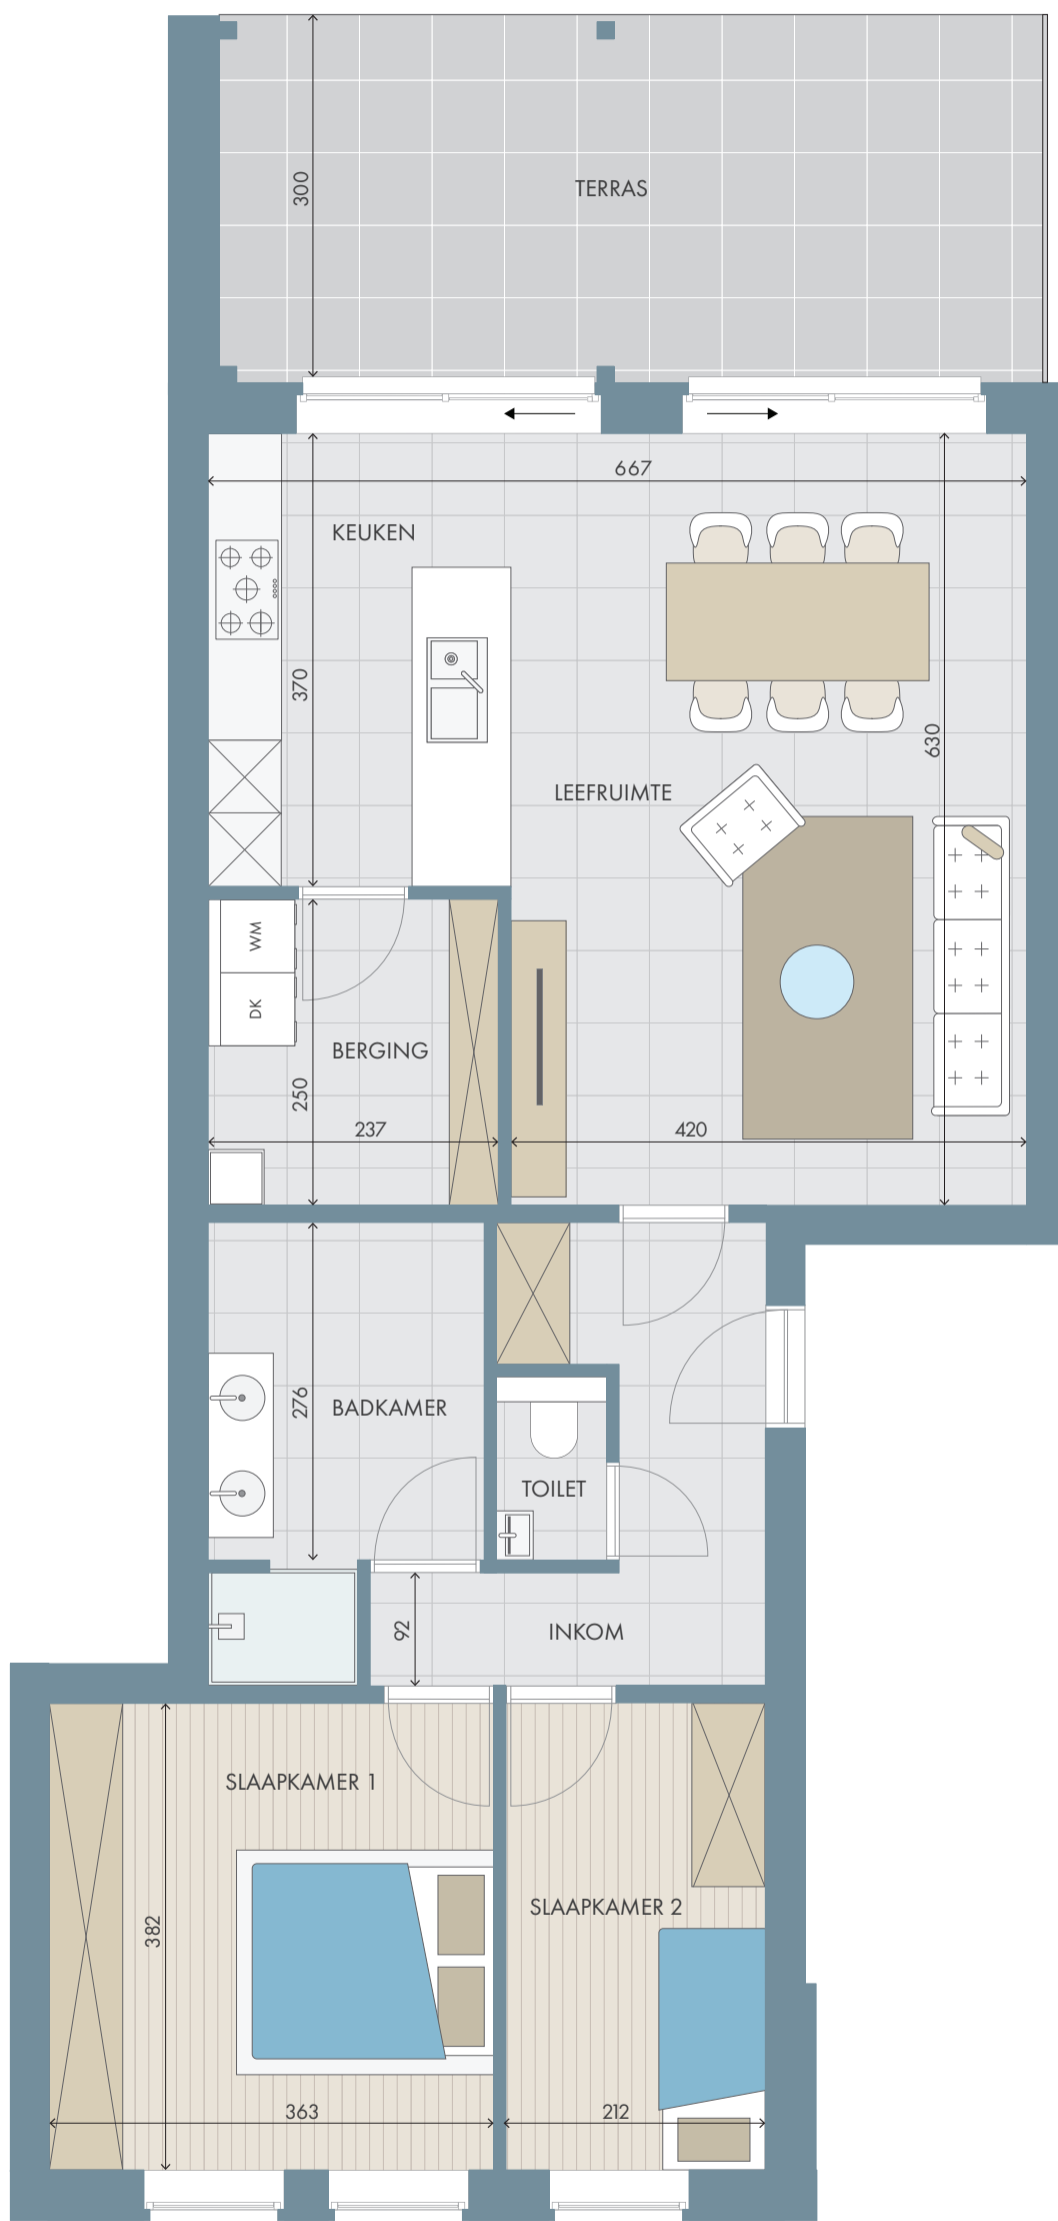 300
TERRAS
667
KEUKEN
370
630
LEEFRUIMTE
WM
DK
BERGING
250
237
420
276
BADKAMER
TOILET
92
INKOM
SLAAPKAMER 1
SLAAPKAMER 2
382
363
212